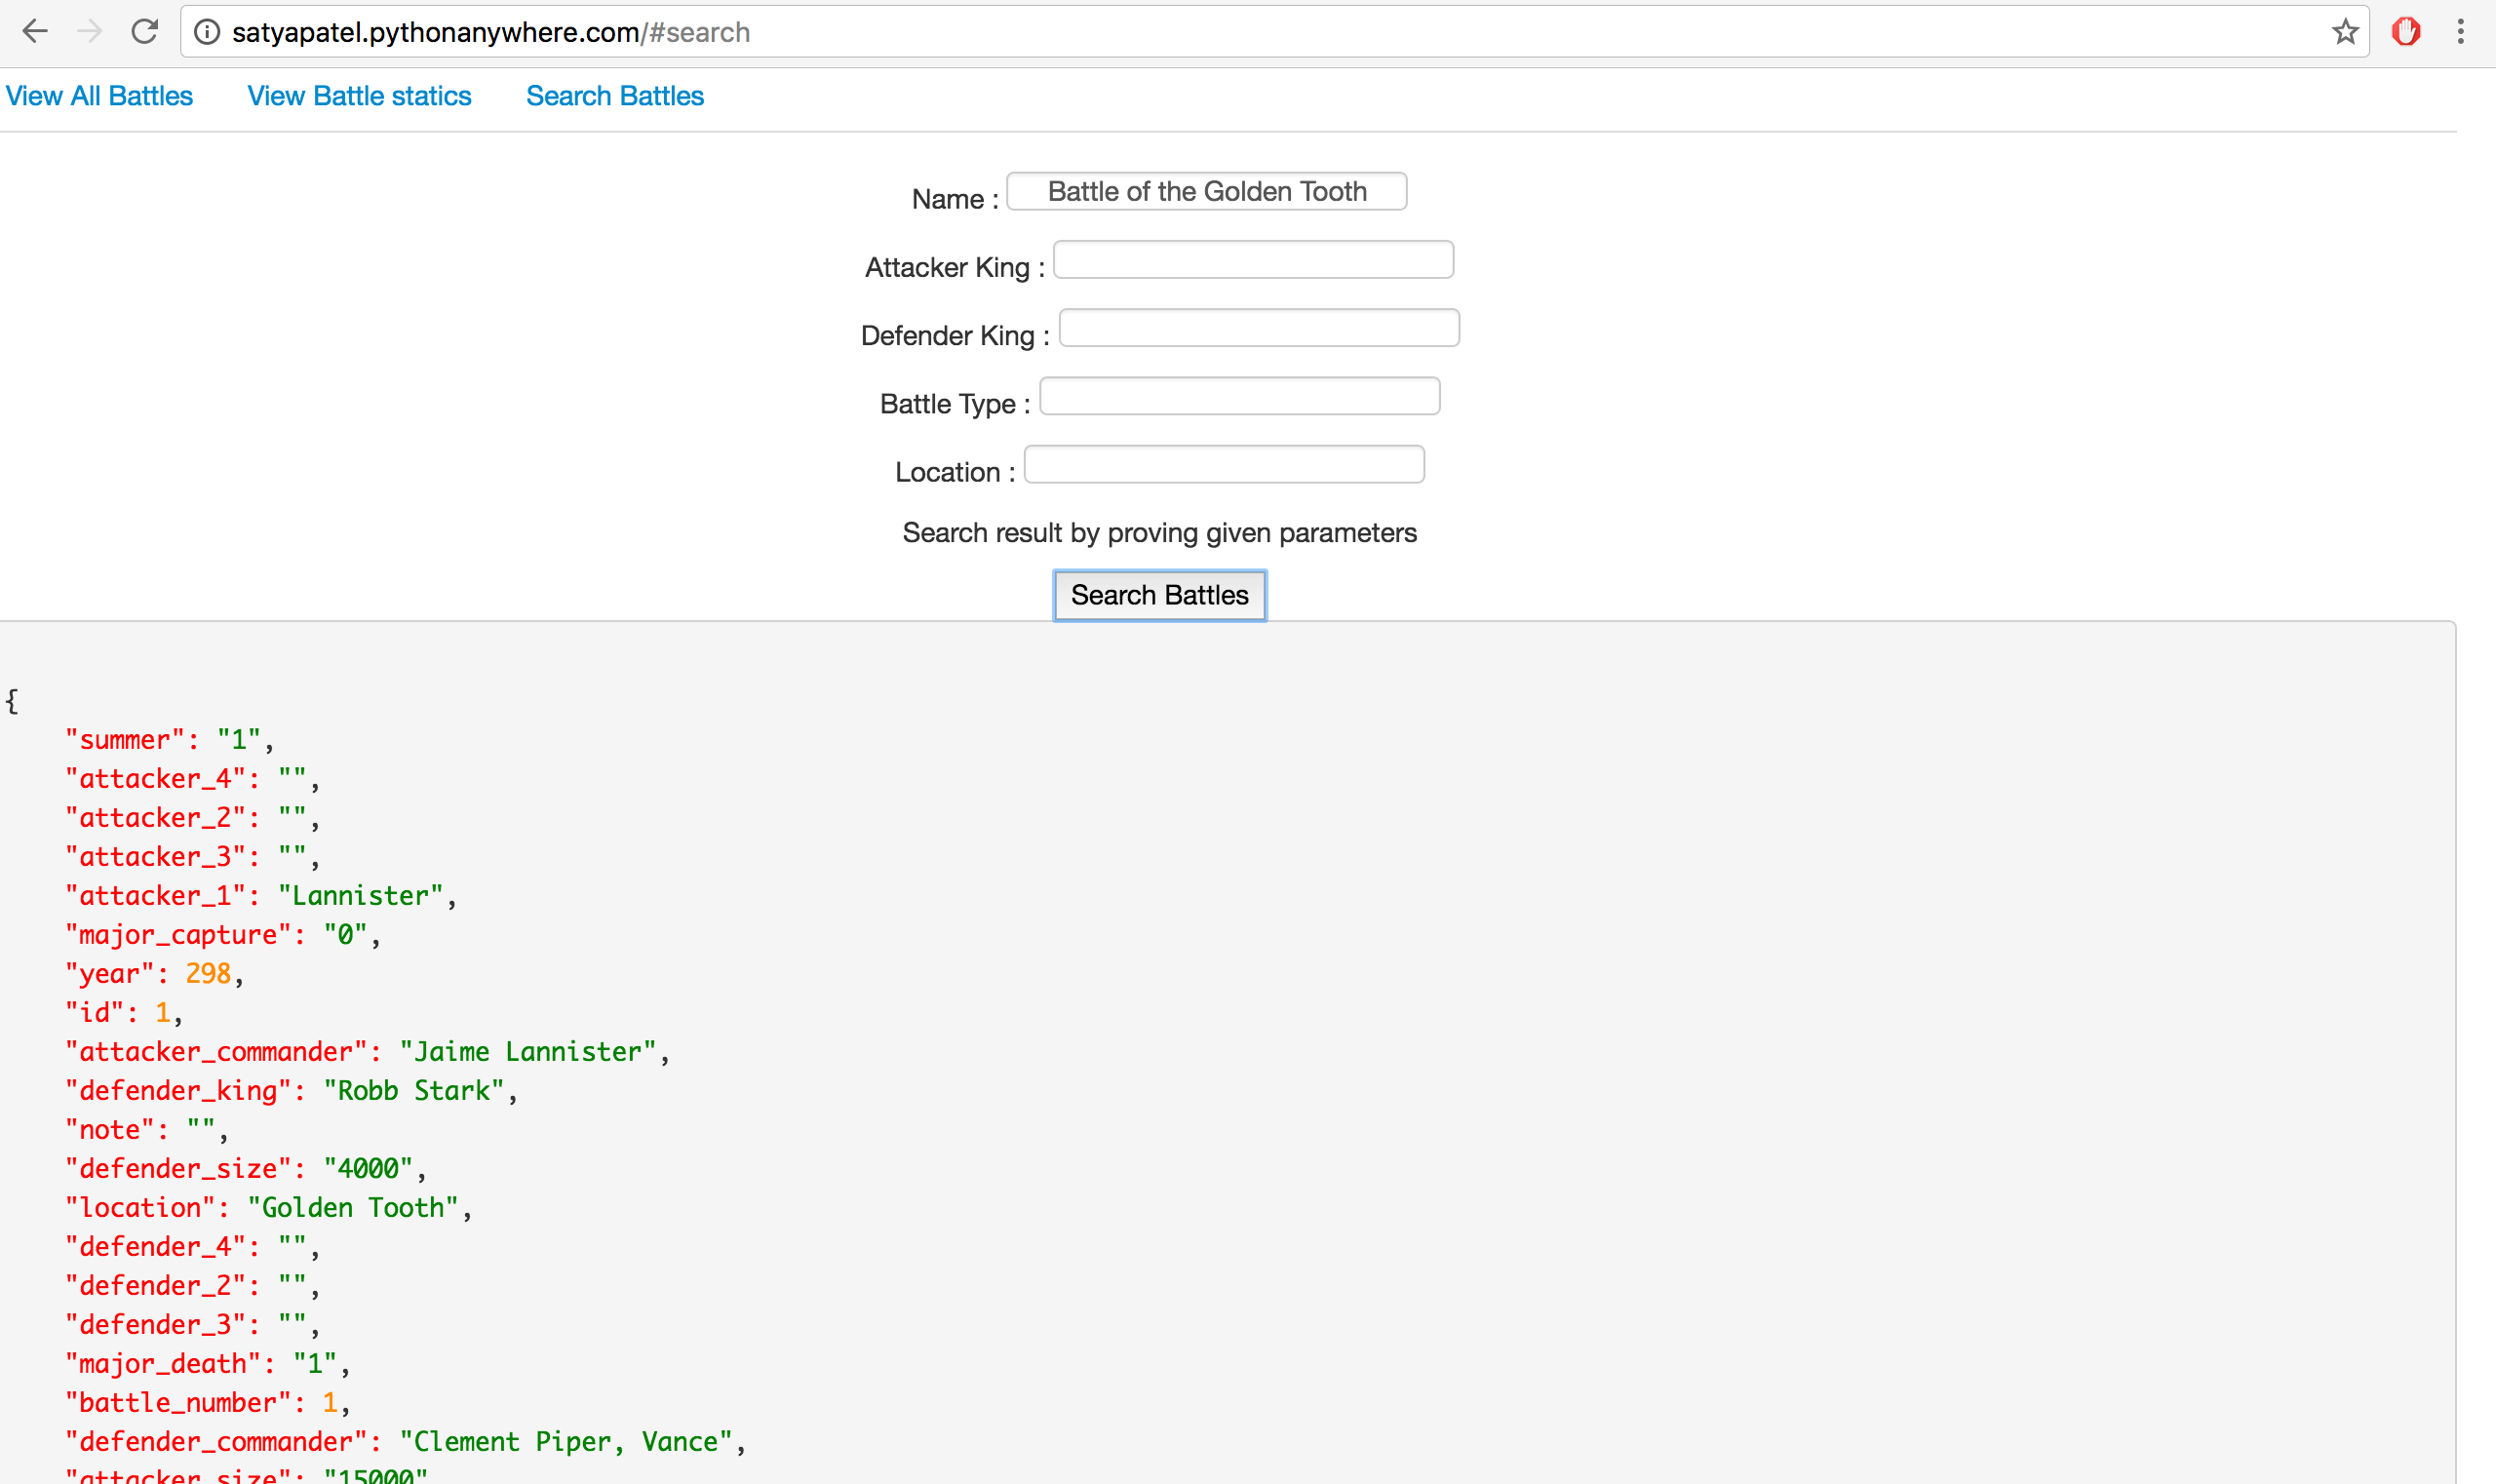 satyapatel.pythonanywhere.com/#search
View All Battles View Battle statics Search Battles
Name : Battle of the Golden Tooth
Attacker King :
Defender King :
Battle Type :
Location :
Search result by proving given parameters
Search Battles
{
"summer": "1",
"attacker_4": "",
"attacker_2": "",
"attacker_3": "",
"attacker_1": "Lannister",
"major_capture": "0",
"year": 298,
"id": 1,
"attacker_commander": "Jaime Lannister",
"defender_king": "Robb Stark",
"note": "",
"defender_size": "4000",
"location": "Golden Tooth",
"defender_4": "",
"defender_2": "",
"defender_3": "",
"major_death": "1",
"battle_number": 1,
"defender_commander": "Clement Piper, Vance",
"attacker_size": "15000"